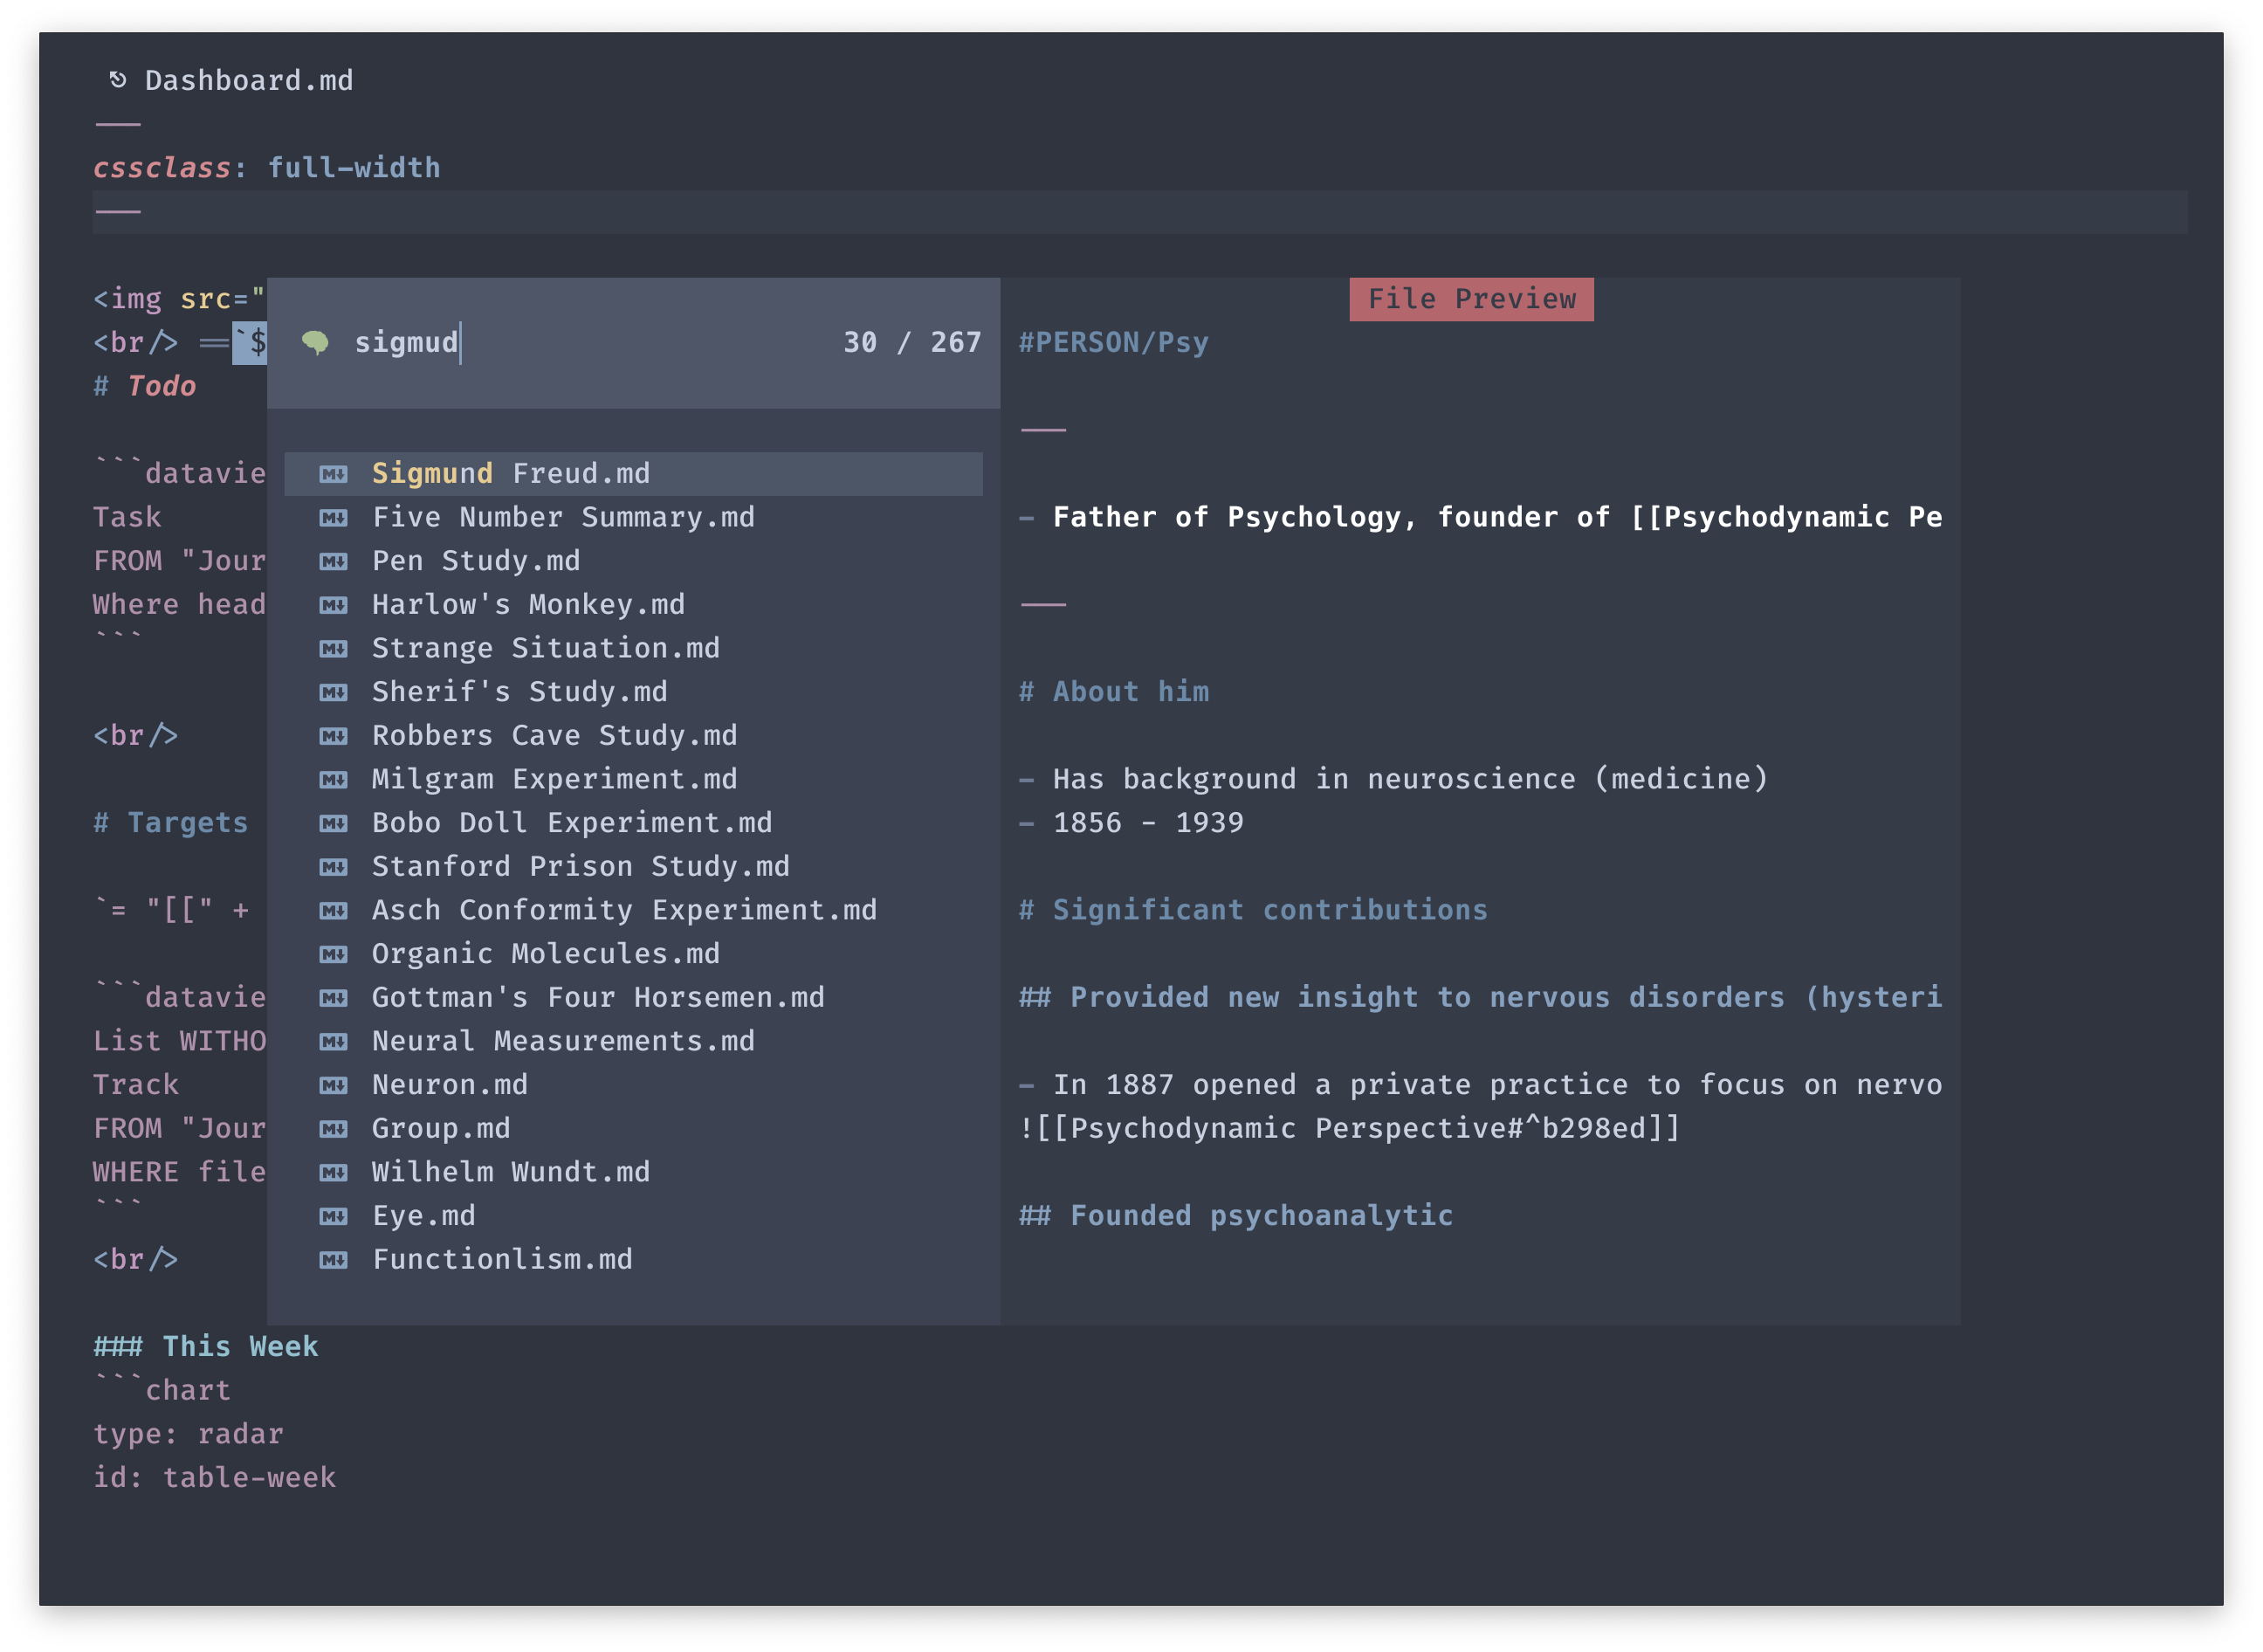 Dashboard.md
---
cssclass: full-width
---
<img src="
<br/> ==`$
# Todo
```datavie
Task
FROM "Jour
Where head
```
<br/>
# Targets
`= "[[" +
```datavie
List WITHO
Track
FROM "Jour
WHERE file
```
<br/>
### This Week
```chart
type: radar
id: table-week
sigmud
30 / 267
Sigmund Freud.md
Five Number Summary.md
Pen Study.md
Harlow's Monkey.md
Strange Situation.md
Sherif's Study.md
Robbers Cave Study.md
Milgram Experiment.md
Bobo Doll Experiment.md
Stanford Prison Study.md
Asch Conformity Experiment.md
Organic Molecules.md
Gottman's Four Horsemen.md
Neural Measurements.md
Neuron.md
Group.md
Wilhelm Wundt.md
Eye.md
Functionlism.md
File Preview
#PERSON/Psy
---
- Father of Psychology, founder of [[Psychodynamic Pe
---
# About him
- Has background in neuroscience (medicine)
- 1856 - 1939
# Significant contributions
## Provided new insight to nervous disorders (hysteri
- In 1887 opened a private practice to focus on nervo
![[Psychodynamic Perspective#^b298ed]]
## Founded psychoanalytic